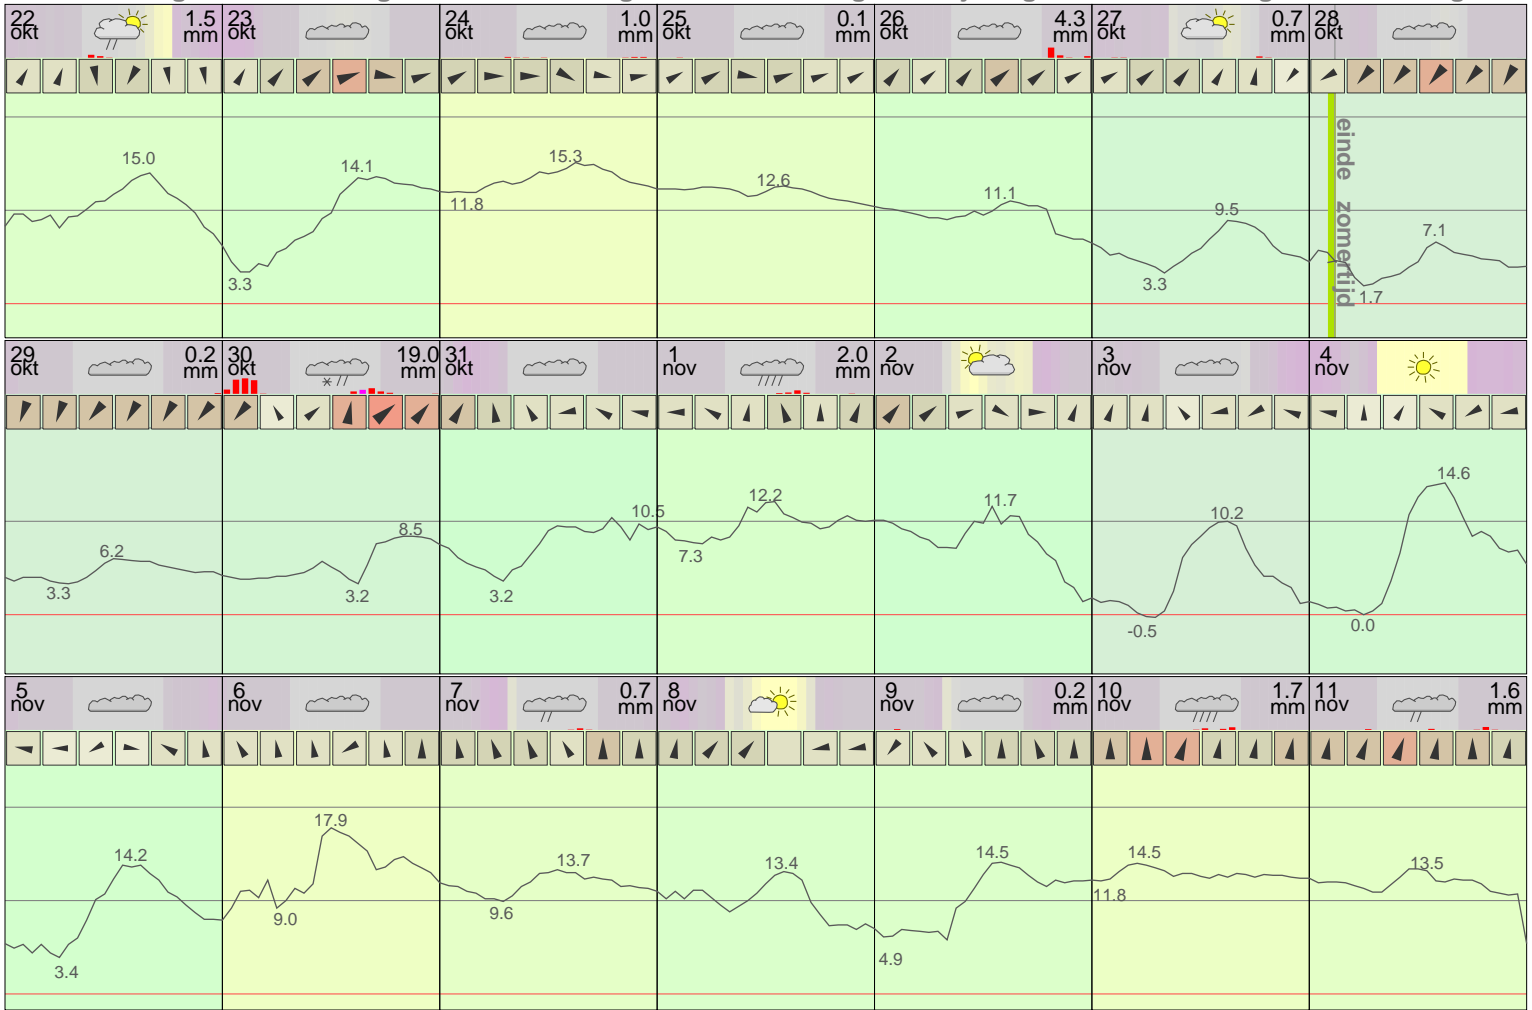 22 okt 1.5 mm
23 okt
24 okt 1.0 mm
25 okt 0.1 mm
26 okt 4.3 mm
27 okt 0.7 mm
28 okt
15.0
3.3
14.1
11.8
15.3
12.6
11.1
3.3
9.5
1.7
7.1
einde zomertijd
29 okt 0.2 mm
30 okt 19.0 mm
31 okt
1 nov 2.0 mm
2 nov
3 nov
4 nov
3.3
6.2
3.2
8.5
3.2
10.5
7.3
12.2
11.7
-0.5
10.2
0.0
14.6
5 nov
6 nov
7 nov 0.7 mm
8 nov
9 nov 0.2 mm
10 nov 1.7 mm
11 nov 1.6 mm
3.4
14.2
9.0
17.9
9.6
13.7
13.4
4.9
14.5
11.8
14.5
13.5